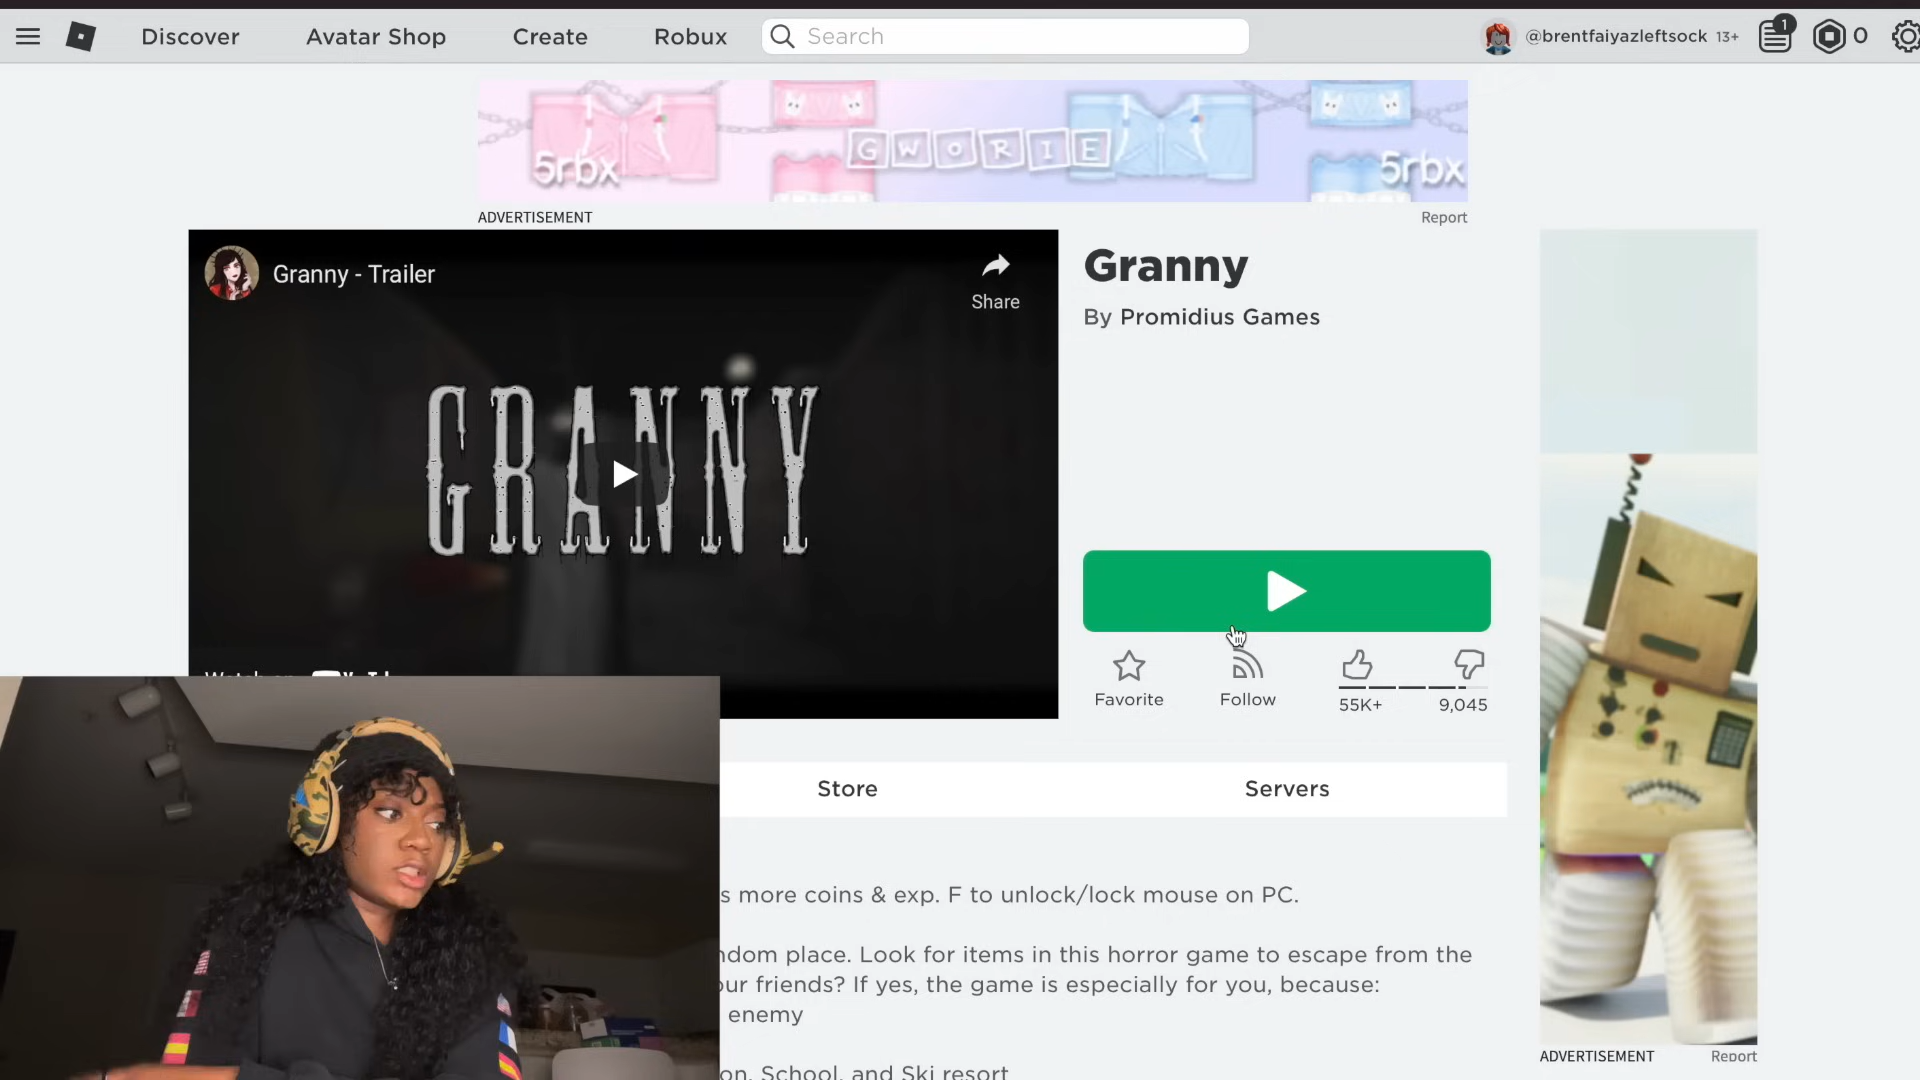 Discover Avatar Shop Create Robux Search @brentfaiyazleftsock 13+ 1 0
5rbx GWORIE 5rbx
ADVERTISEMENT Report
Granny - Trailer
Share
GRANNY
Granny
By Promidius Games
Favorite Follow 55K+ 9,045
Store Servers
s more coins & exp. F to unlock/lock mouse on PC.
ndom place. Look for items in this horror game to escape from the
our friends? If yes, the game is especially for you, because:
enemy
on, School, and Ski resort
ADVERTISEMENT Report